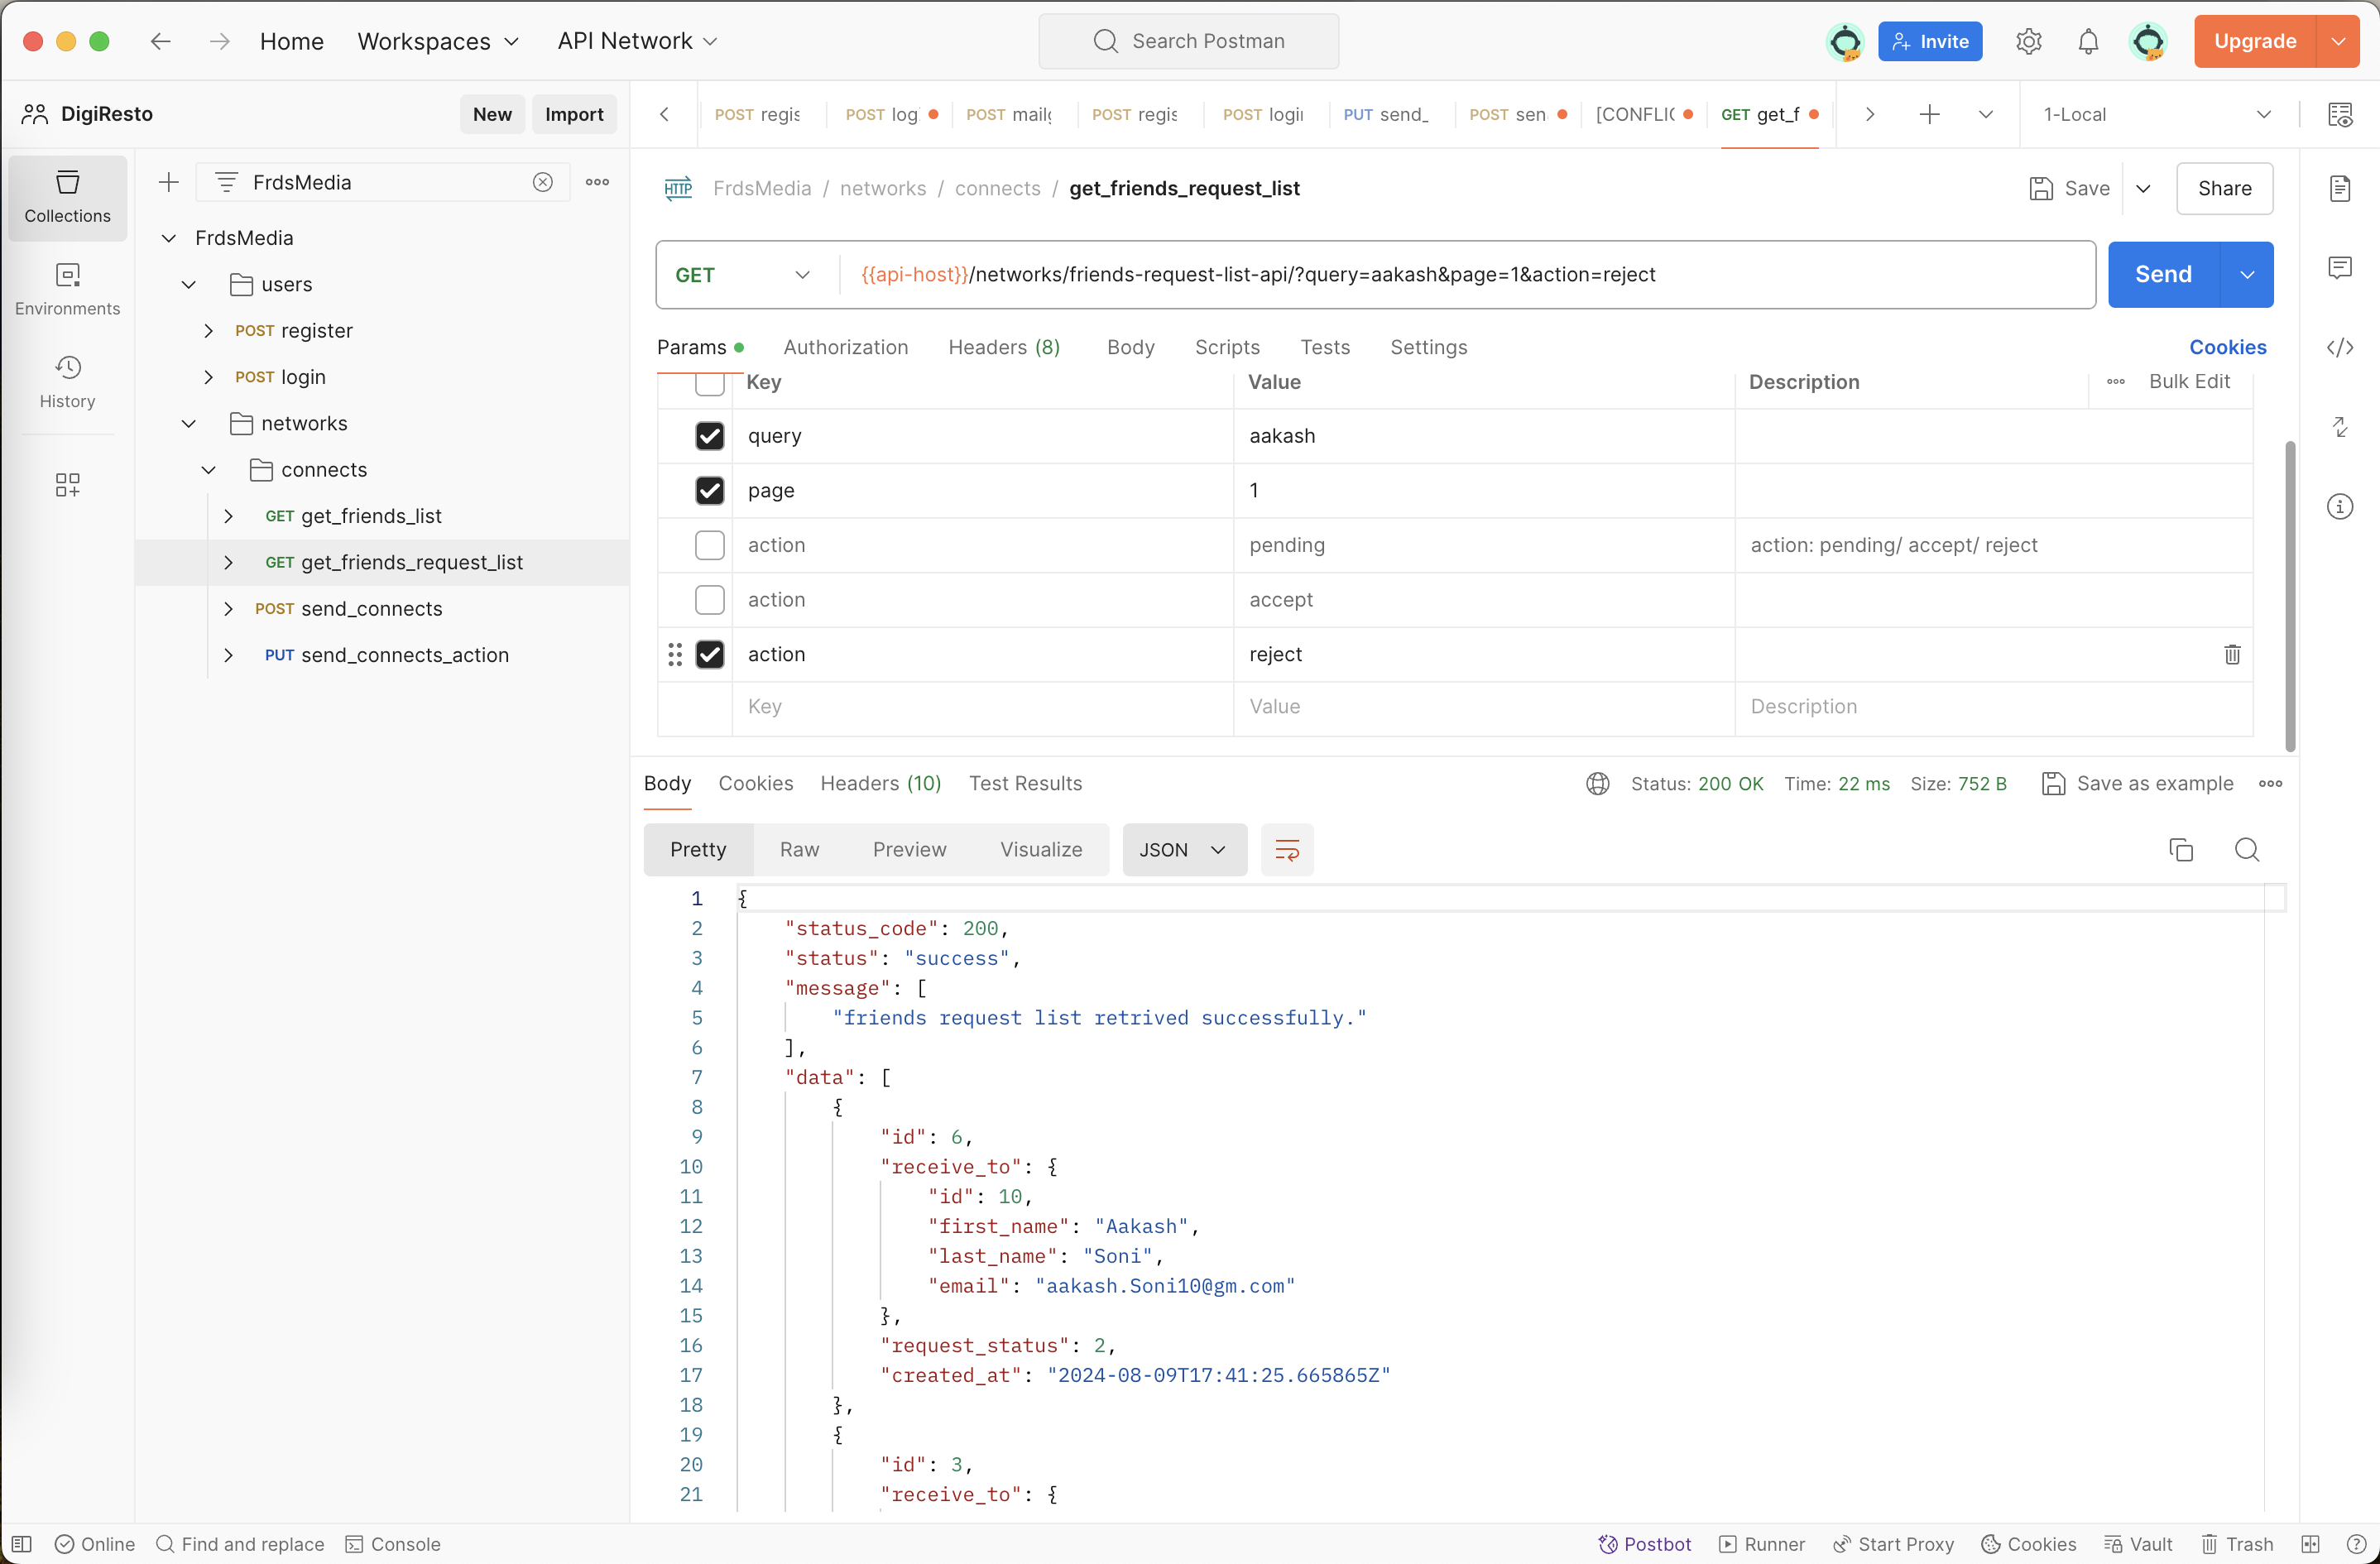 Home Workspaces API Network Search Postman Invite Upgrade
DigiResto New Import
POST regis POST log POST mailg POST regis POST logii PUT send_ POST sen [CONFLIC GET get_f 1-Local
Collections
Environments
History
FrdsMedia
FrdsMedia
users
POST register
POST login
networks
connects
GET get_friends_list
GET get_friends_request_list
POST send_connects
PUT send_connects_action
HTTP FrdsMedia / networks / connects / get_friends_request_list Save Share
GET {{api-host}}/networks/friends-request-list-api/?query=aakash&page=1&action=reject Send
Params Authorization Headers (8) Body Scripts Tests Settings Cookies
Key Value Description Bulk Edit
query aakash
page 1
action pending action: pending/ accept/ reject
action accept
action reject
Key Value Description
Body Cookies Headers (10) Test Results Status: 200 OK Time: 22 ms Size: 752 B Save as example
Pretty Raw Preview Visualize JSON
1 {
2 "status_code": 200,
3 "status": "success",
4 "message": [
5 "friends request list retrived successfully."
6 ],
7 "data": [
8 {
9 "id": 6,
10 "receive_to": {
11 "id": 10,
12 "first_name": "Aakash",
13 "last_name": "Soni",
14 "email": "aakash.Soni10@gm.com"
15 },
16 "request_status": 2,
17 "created_at": "2024-08-09T17:41:25.665865Z"
18 },
19 {
20 "id": 3,
21 "receive_to": {
Online Find and replace Console Postbot Runner Start Proxy Cookies Vault Trash